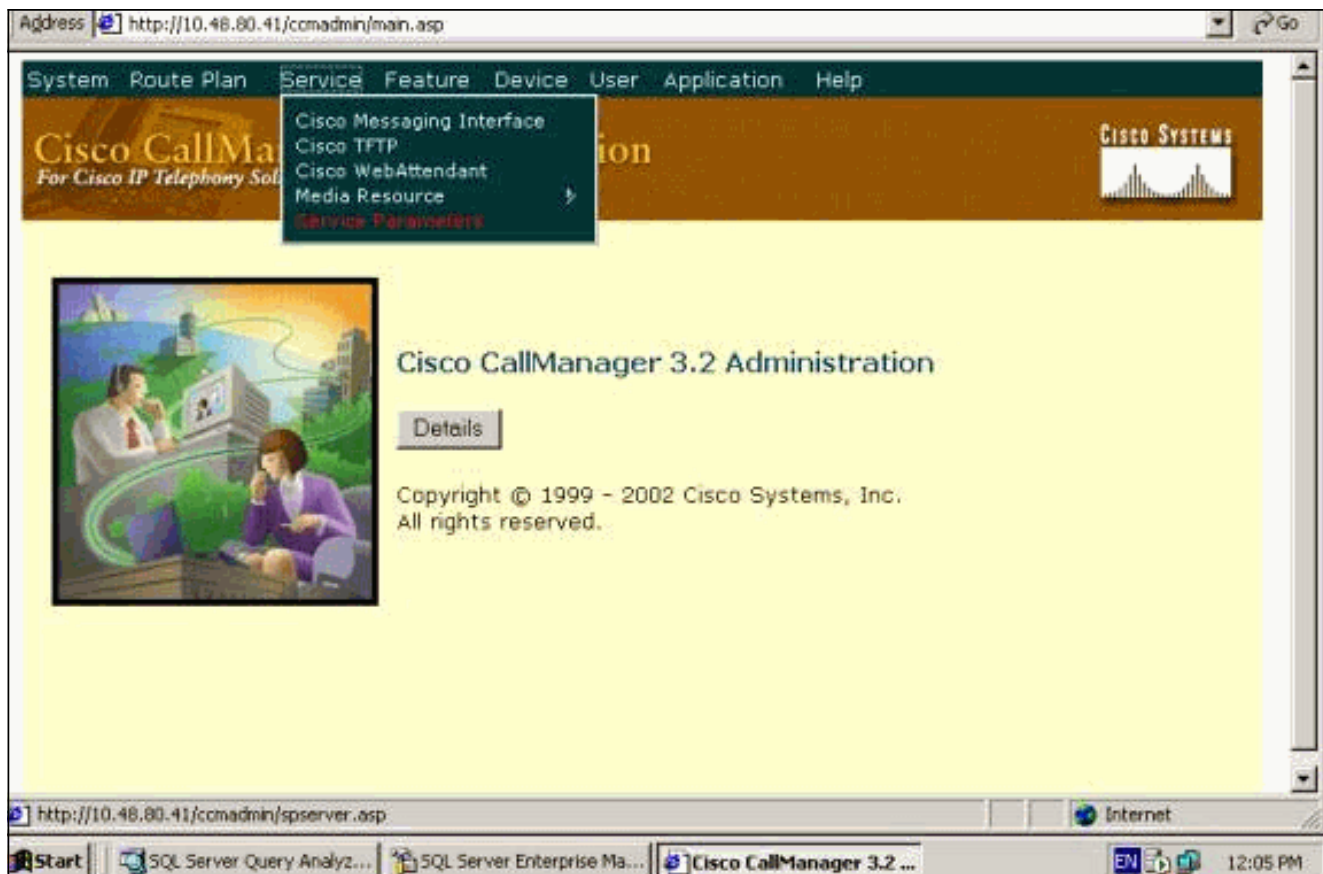 Address http://10.48.80.41/ccmadmin/main.asp Go
System Route Plan Service Feature Device User Application Help
Cisco Messaging Interface
Cisco TFTP
Cisco WebAttendant
Media Resource
Service Parameters
Cisco CallMa ion
For Cisco IP Telephony Sol
CISCO SYSTEMS
Cisco CallManager 3.2 Administration
Details
Copyright © 1999 - 2002 Cisco Systems, Inc.
All rights reserved.
http://10.48.80.41/ccmadmin/spserver.asp Internet
Start SQL Server Query Analyz... SQL Server Enterprise Ma... Cisco CallManager 3.2 ... EN 12:05 PM